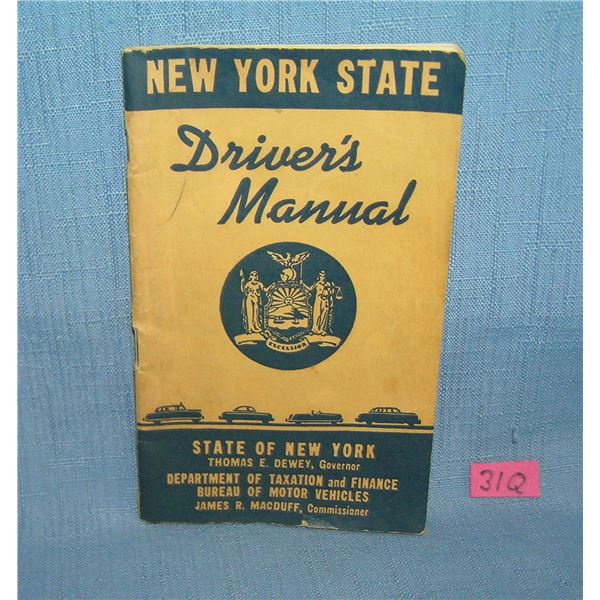 NEW YORK STATE
Driver's
Manual
EXCELSIOR
STATE OF NEW YORK
THOMAS E. DEWEY, Governor
DEPARTMENT OF TAXATION and FINANCE
BUREAU OF MOTOR VEHICLES
JAMES R. MACDUFF, Commissioner
31Q